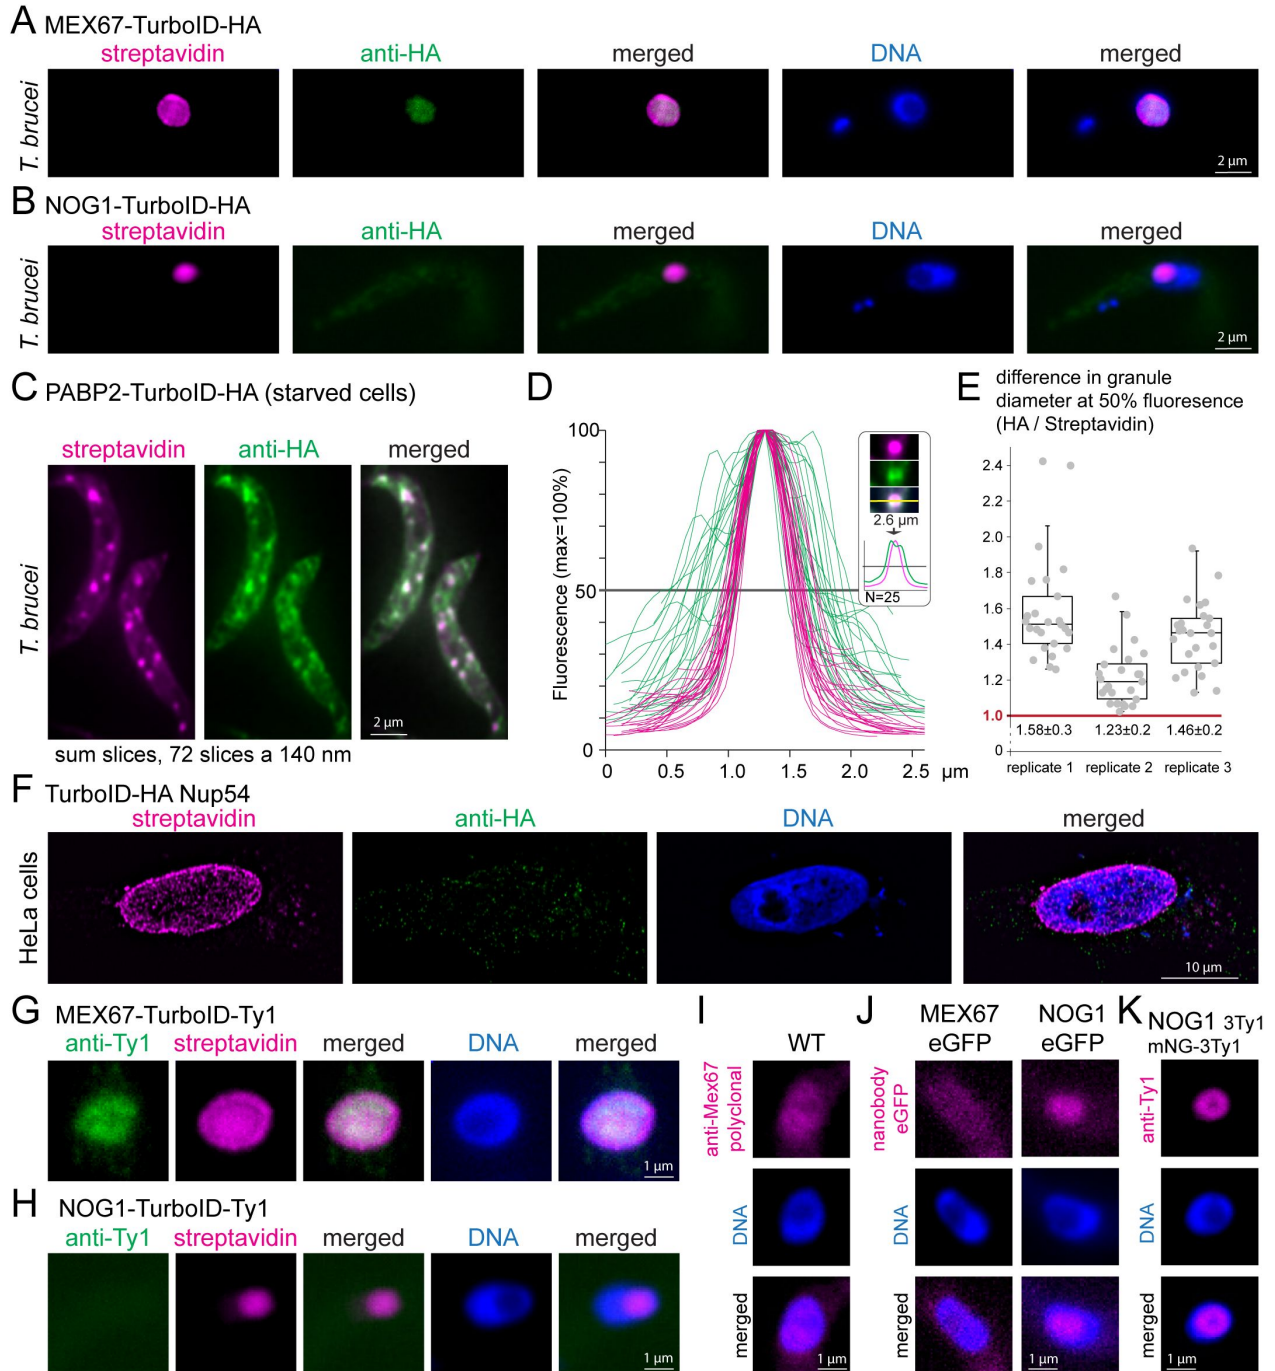 A MEX67-TurboID-HA
streptavidin anti-HA merged DNA merged
T. brucei
2 µm
B NOG1-TurboID-HA
streptavidin anti-HA merged DNA merged
T. brucei
2 µm
C PABP2-TurboID-HA (starved cells)
streptavidin anti-HA merged
T. brucei
2 µm
sum slices, 72 slices a 140 nm
D
Fluorescence (max=100%)
100
50
0
0 0.5 1.0 1.5 2.0 2.5 µm
2.6 µm
N=25
E difference in granule
diameter at 50% fluoresence
(HA / Streptavidin)
2.4
2.2
2.0
1.8
1.6
1.4
1.2
1.0
0
1.58±0.3 1.23±0.2 1.46±0.2
replicate 1 replicate 2 replicate 3
F TurboID-HA Nup54
streptavidin anti-HA DNA merged
HeLa cells
10 µm
G MEX67-TurboID-Ty1
anti-Ty1 streptavidin merged DNA merged
1 µm
H NOG1-TurboID-Ty1
anti-Ty1 streptavidin merged DNA merged
1 µm
I
WT
anti-Mex67
polyclonal
DNA
merged
1 µm
J MEX67 NOG1
eGFP eGFP
nanobody
eGFP
DNA
merged
1 µm
K NOG1 3Ty1
mNG-3Ty1
anti-Ty1
DNA
merged
1 µm